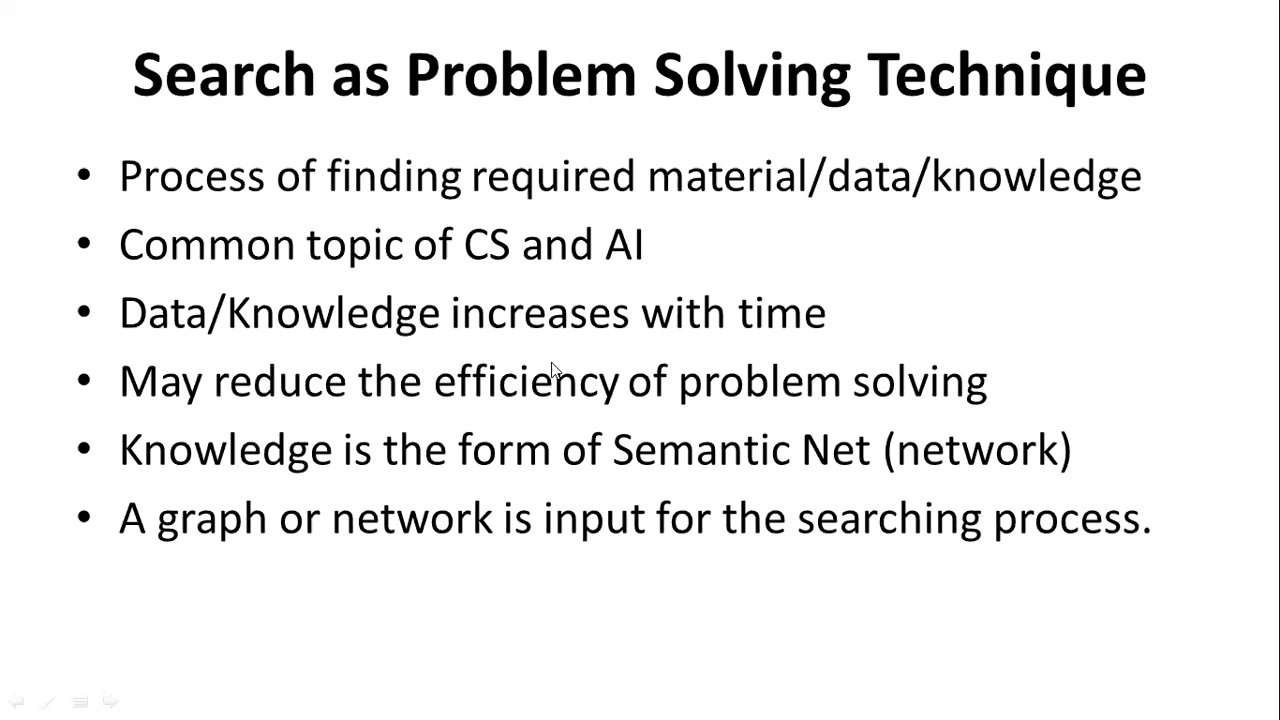 Search as Problem Solving Technique
• Process of finding required material/data/knowledge
• Common topic of CS and AI
• Data/Knowledge increases with time
• May reduce the efficiency of problem solving
• Knowledge is the form of Semantic Net (network)
• A graph or network is input for the searching process.